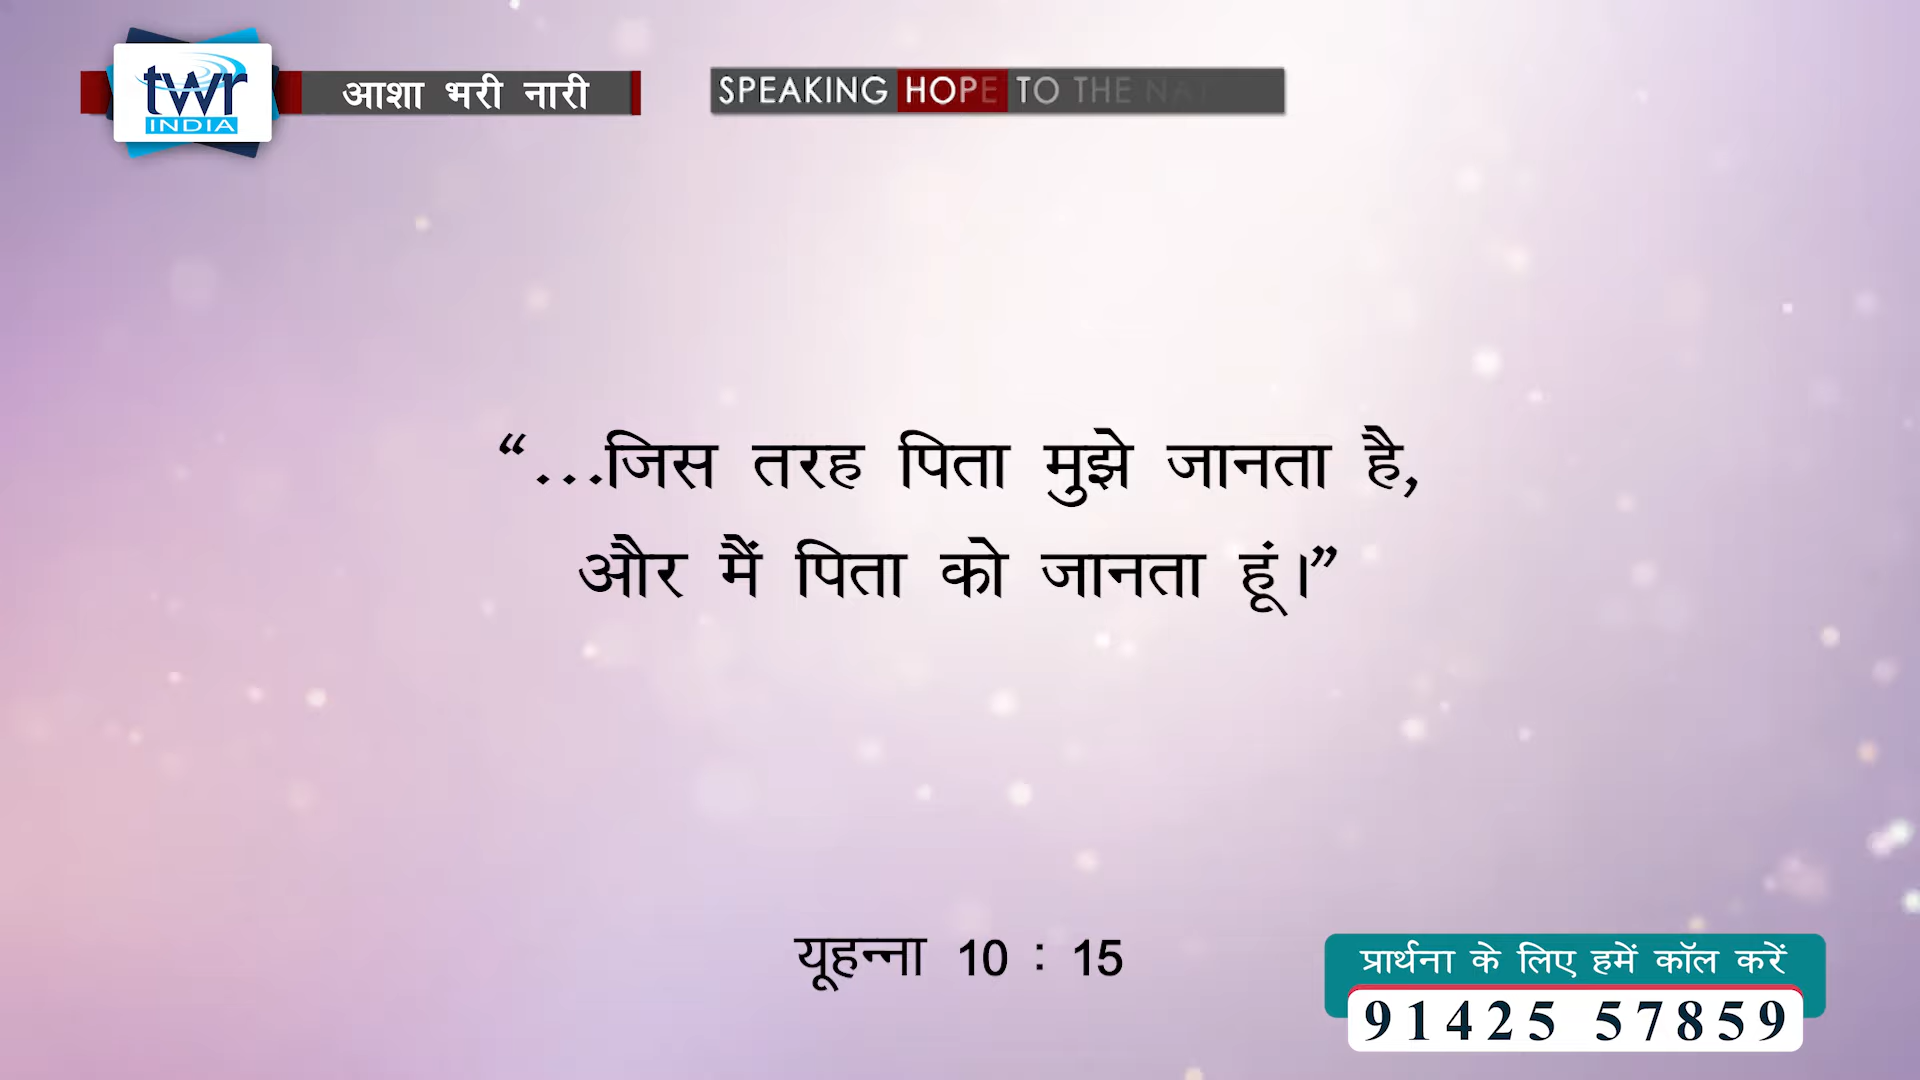 twr
INDIA
आशा भरी नारी
SPEAKING HOPE TO THE
“...जिस तरह पिता मुझे जानता है,
और मैं पिता को जानता हूं।”
यूहन्ना 10 : 15
प्रार्थना के लिए हमें कॉल करें
91425 57859